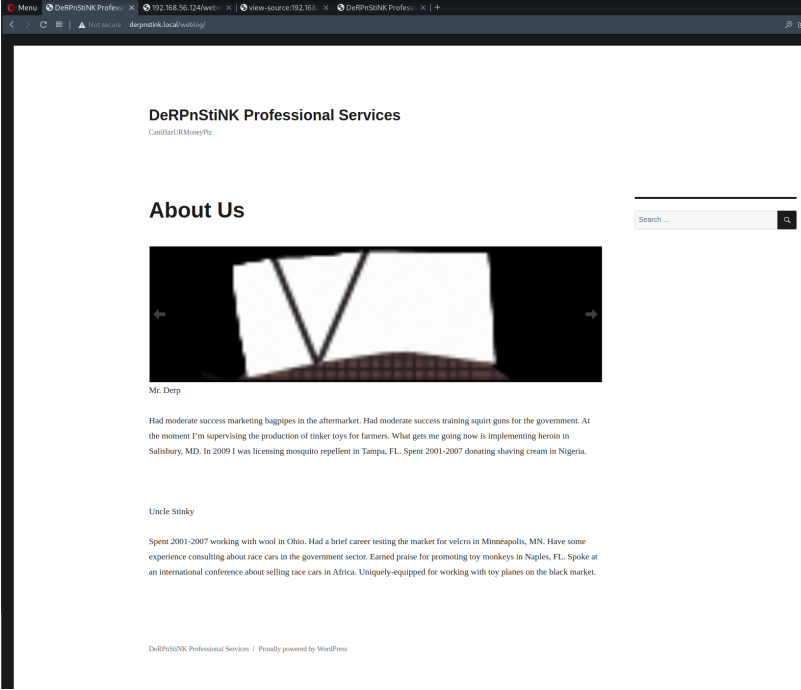 Menu
DeRPnStiNK Professi
192.168.56.124/webn
view-source:192.168.
DeRPnStiNK Professi
Not secure
derpnstink.local/weblog/
DeRPnStiNK Professional Services
CaniHazURMoneyPlz
About Us
Search ...
Mr. Derp
Had moderate success marketing bagpipes in the aftermarket. Had moderate success training squirt guns for the government. At
the moment I'm supervising the production of tinker toys for farmers. What gets me going now is implementing heroin in
Salisbury, MD. In 2009 I was licensing mosquito repellent in Tampa, FL. Spent 2001-2007 donating shaving cream in Nigeria.
Uncle Stinky
Spent 2001-2007 working with wool in Ohio. Had a brief career testing the market for velcro in Minneapolis, MN. Have some
experience consulting about race cars in the government sector. Earned praise for promoting toy monkeys in Naples, FL. Spoke at
an international conference about selling race cars in Africa. Uniquely-equipped for working with toy planes on the black market.
DeRPnStiNK Professional Services / Proudly powered by WordPress